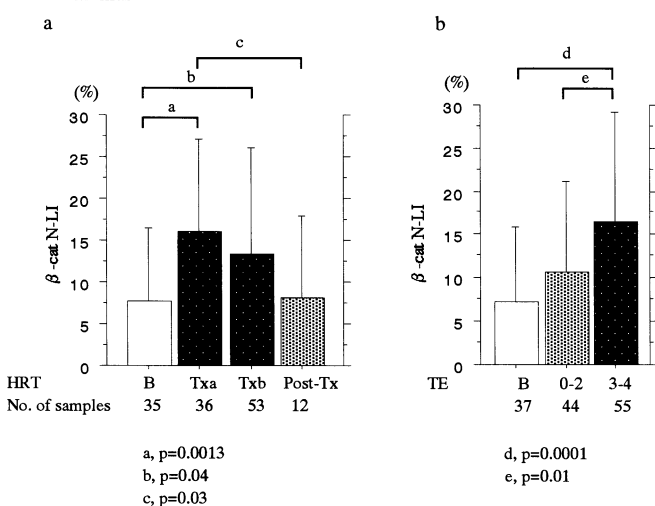 a
c
b
a
(%)
30
25
20
15
10
5
0
β-cat N-LI
HRT B Txa Txb Post-Tx
No. of samples 35 36 53 12
a, p=0.0013
b, p=0.04
c, p=0.03
b
d
e
(%)
30
25
20
15
10
5
0
β-cat N-LI
TE B 0-2 3-4
37 44 55
d, p=0.0001
e, p=0.01